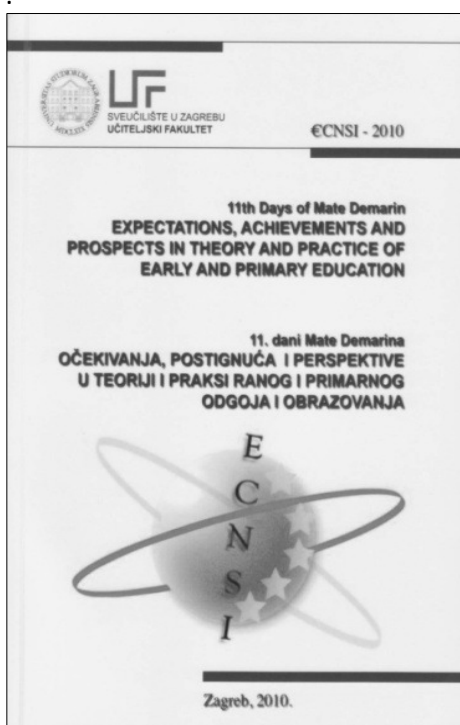 UF
SVEUČILIŠTE U ZAGREBU
UČITELJSKI FAKULTET
€CNSI - 2010
11th Days of Mate Demarin
EXPECTATIONS, ACHIEVEMENTS AND
PROSPECTS IN THEORY AND PRACTICE OF
EARLY AND PRIMARY EDUCATION
11. dani Mate Demarina
OČEKIVANJA, POSTIGNUĆA I PERSPEKTIVE
U TEORIJI I PRAKSI RANOG I PRIMARNOG
ODGOJA I OBRAZOVANJA
E
C
N
S
I
Zagreb, 2010.